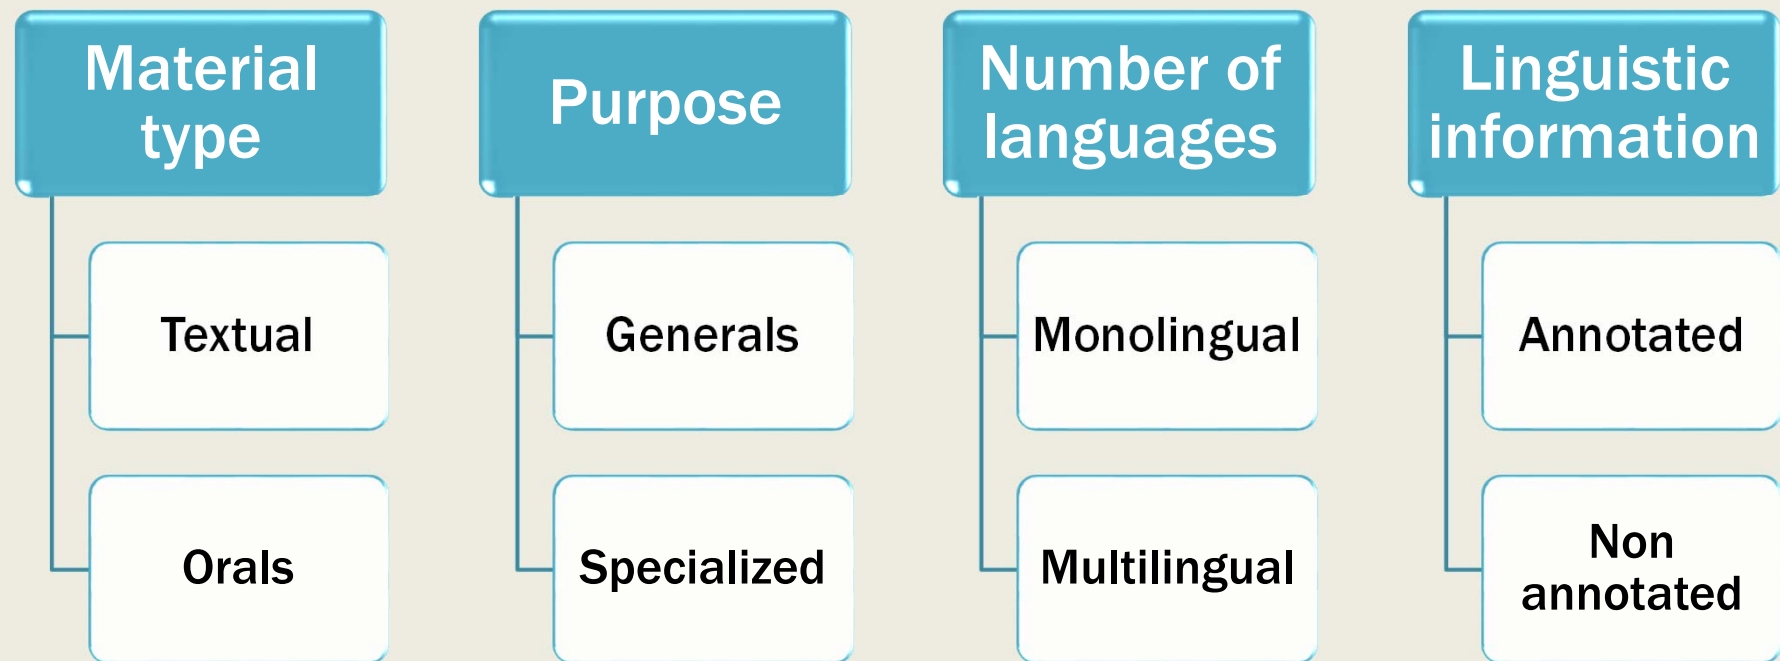 Material
type
Textual
Orals
Purpose
Generals
Specialized
Number of
languages
Monolingual
Multilingual
Linguistic
information
Annotated
Non
annotated